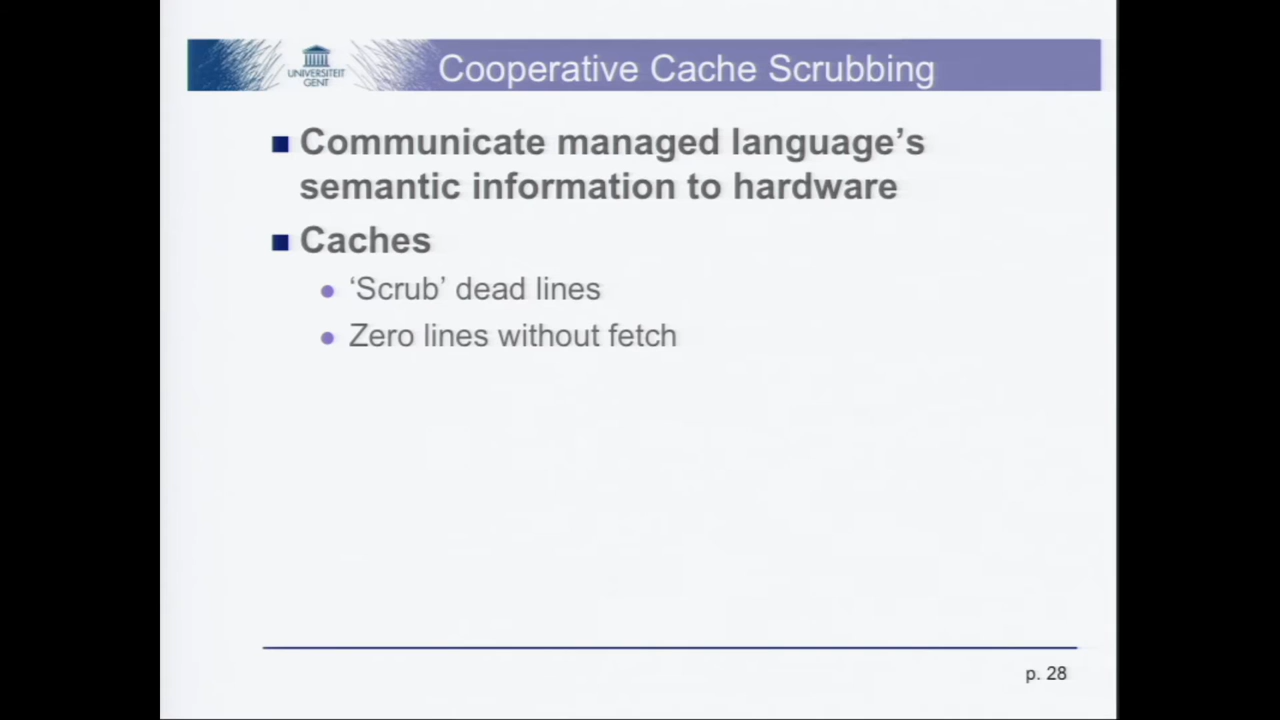 UNIVERSITEIT
GENT
Cooperative Cache Scrubbing
Communicate managed language’s
semantic information to hardware
Caches
‘Scrub’ dead lines
Zero lines without fetch
p. 28